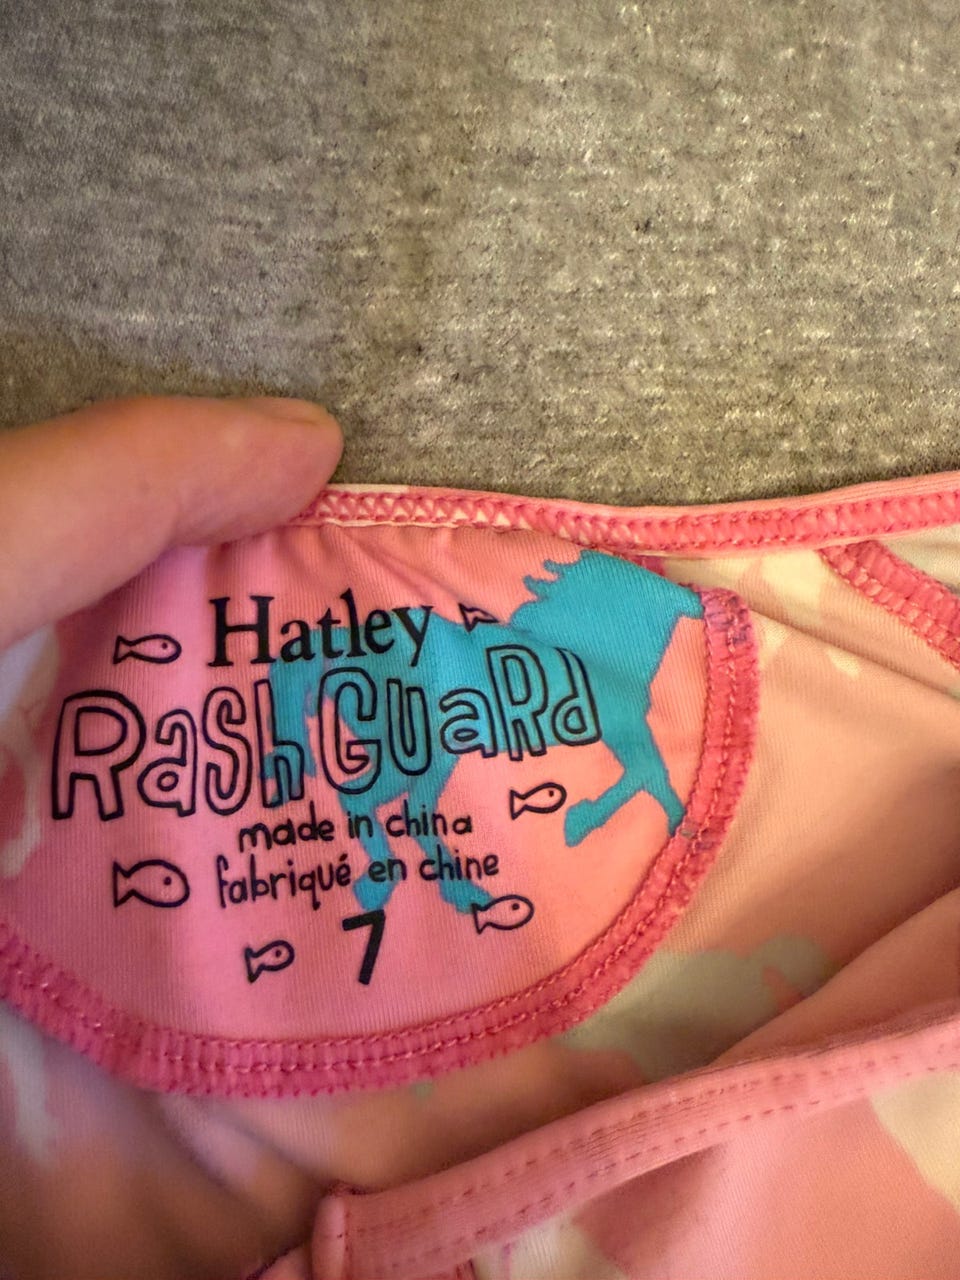 Hatley
RashGuaRd
made in china
fabriqué en chine
7